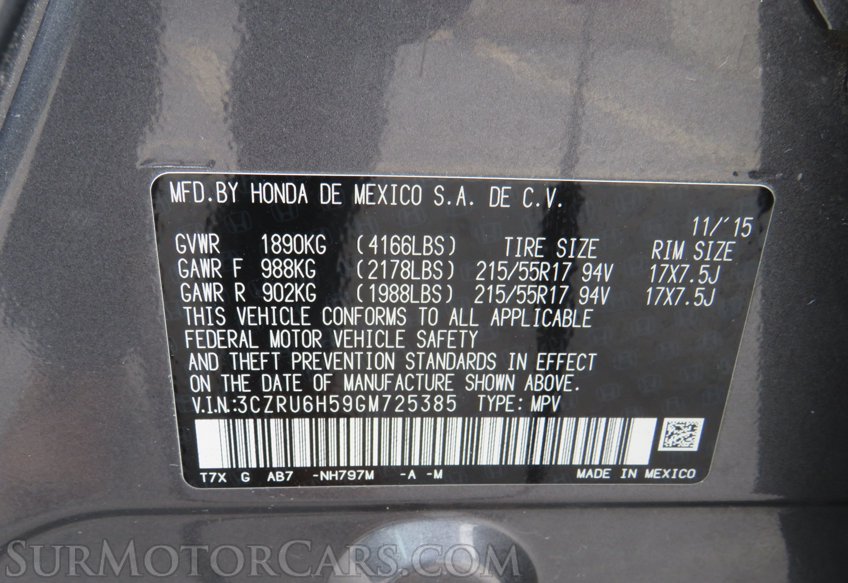 MFD.BY HONDA DE MEXICO S.A. DE C.V.
11/'15
GVWR 1890KG (4166LBS) TIRE SIZE RIM SIZE
GAWR F 988KG (2178LBS) 215/55R17 94V 17X7.5J
GAWR R 902KG (1988LBS) 215/55R17 94V 17X7.5J
THIS VEHICLE CONFORMS TO ALL APPLICABLE
FEDERAL MOTOR VEHICLE SAFETY
AND THEFT PREVENTION STANDARDS IN EFFECT
ON THE DATE OF MANUFACTURE SHOWN ABOVE.
V.I.N.:3CZRU6H59GM725385 TYPE: MPV
T7X G AB7 -NH797M -A -M MADE IN MEXICO
SURMOTORCARS.COM